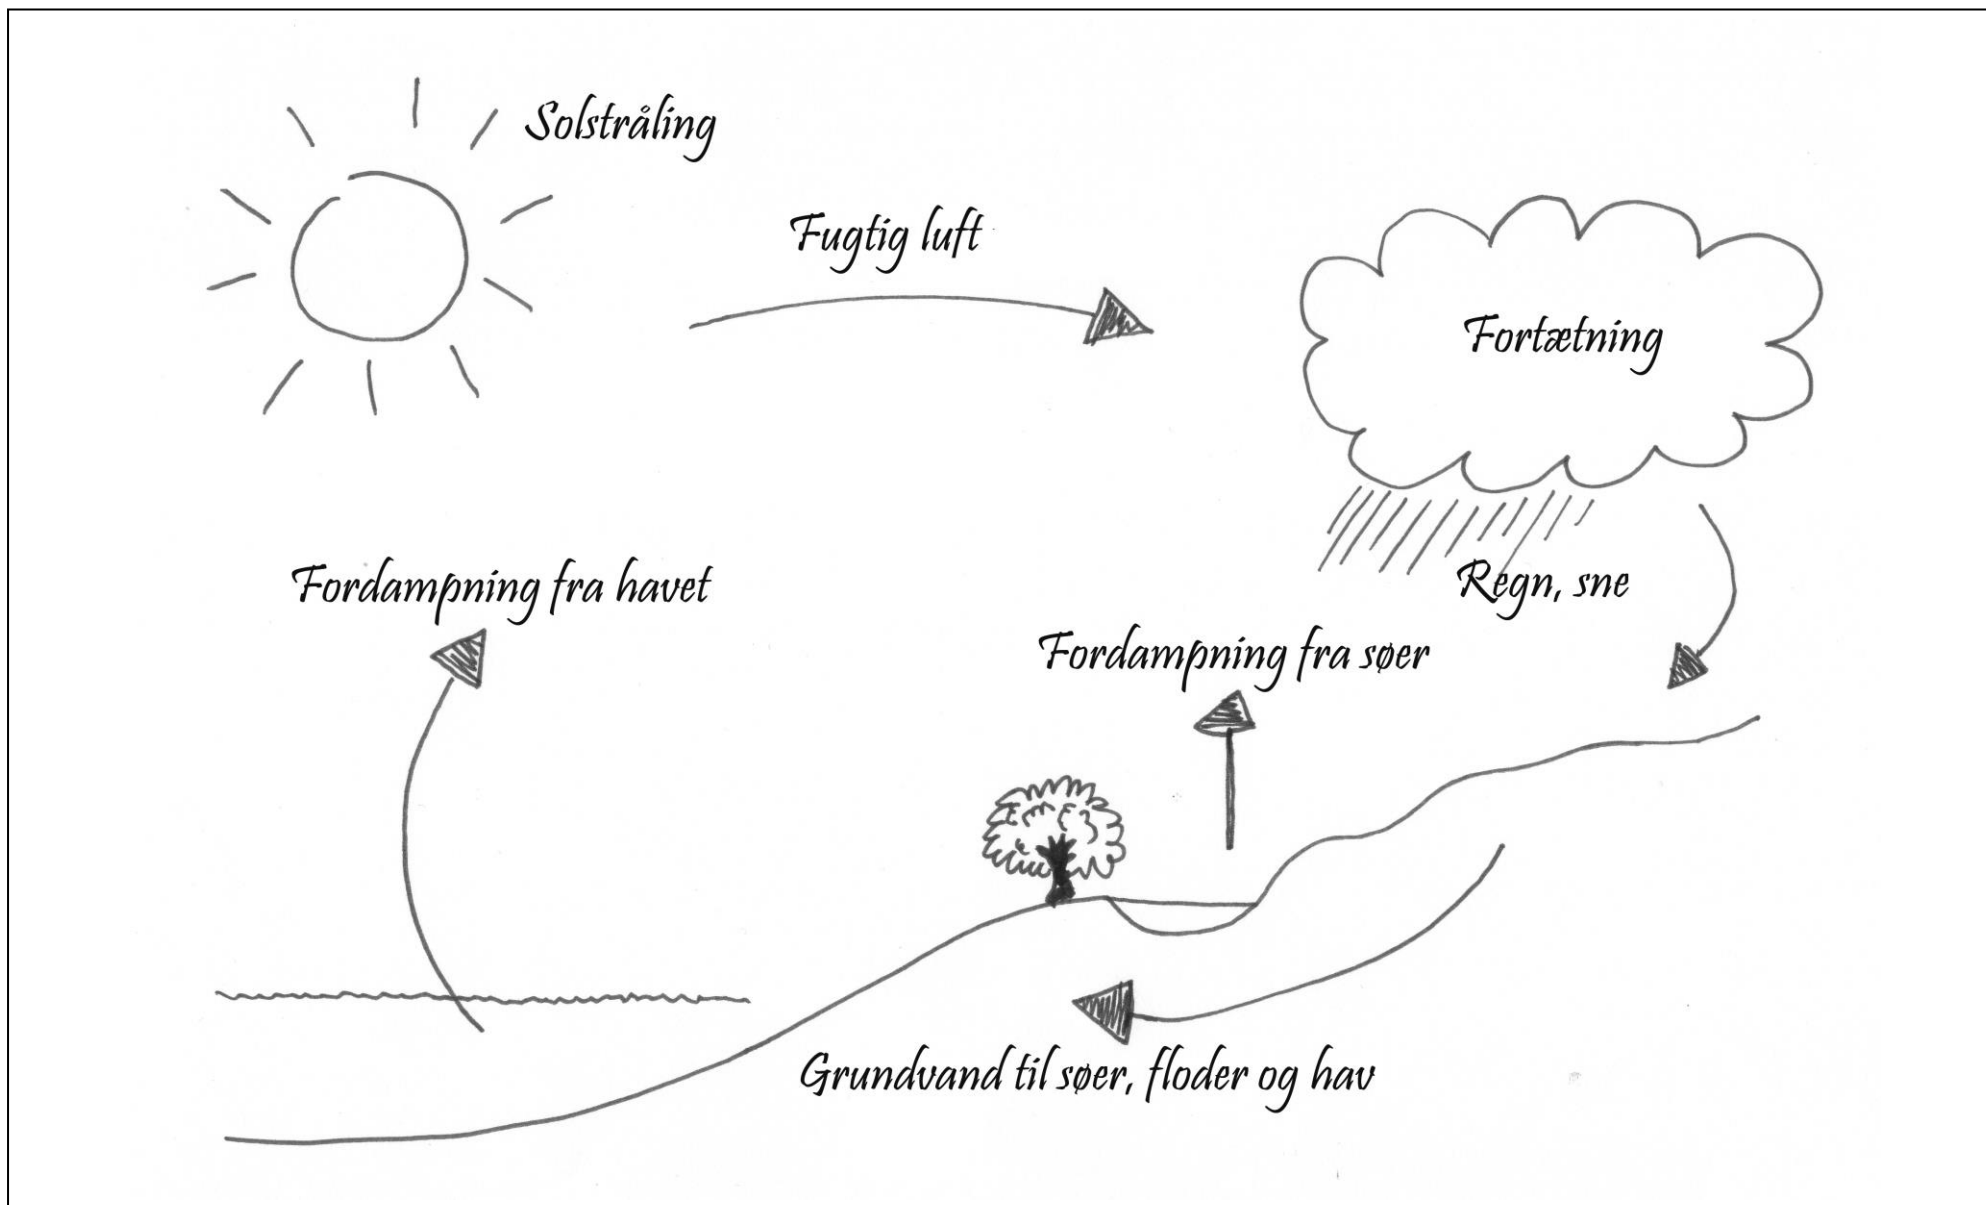 Solstråling
Fugtig luft
Fortætning
Fordampning fra havet
Regn, sne
Fordampning fra søer
Grundvand til søer, floder og hav